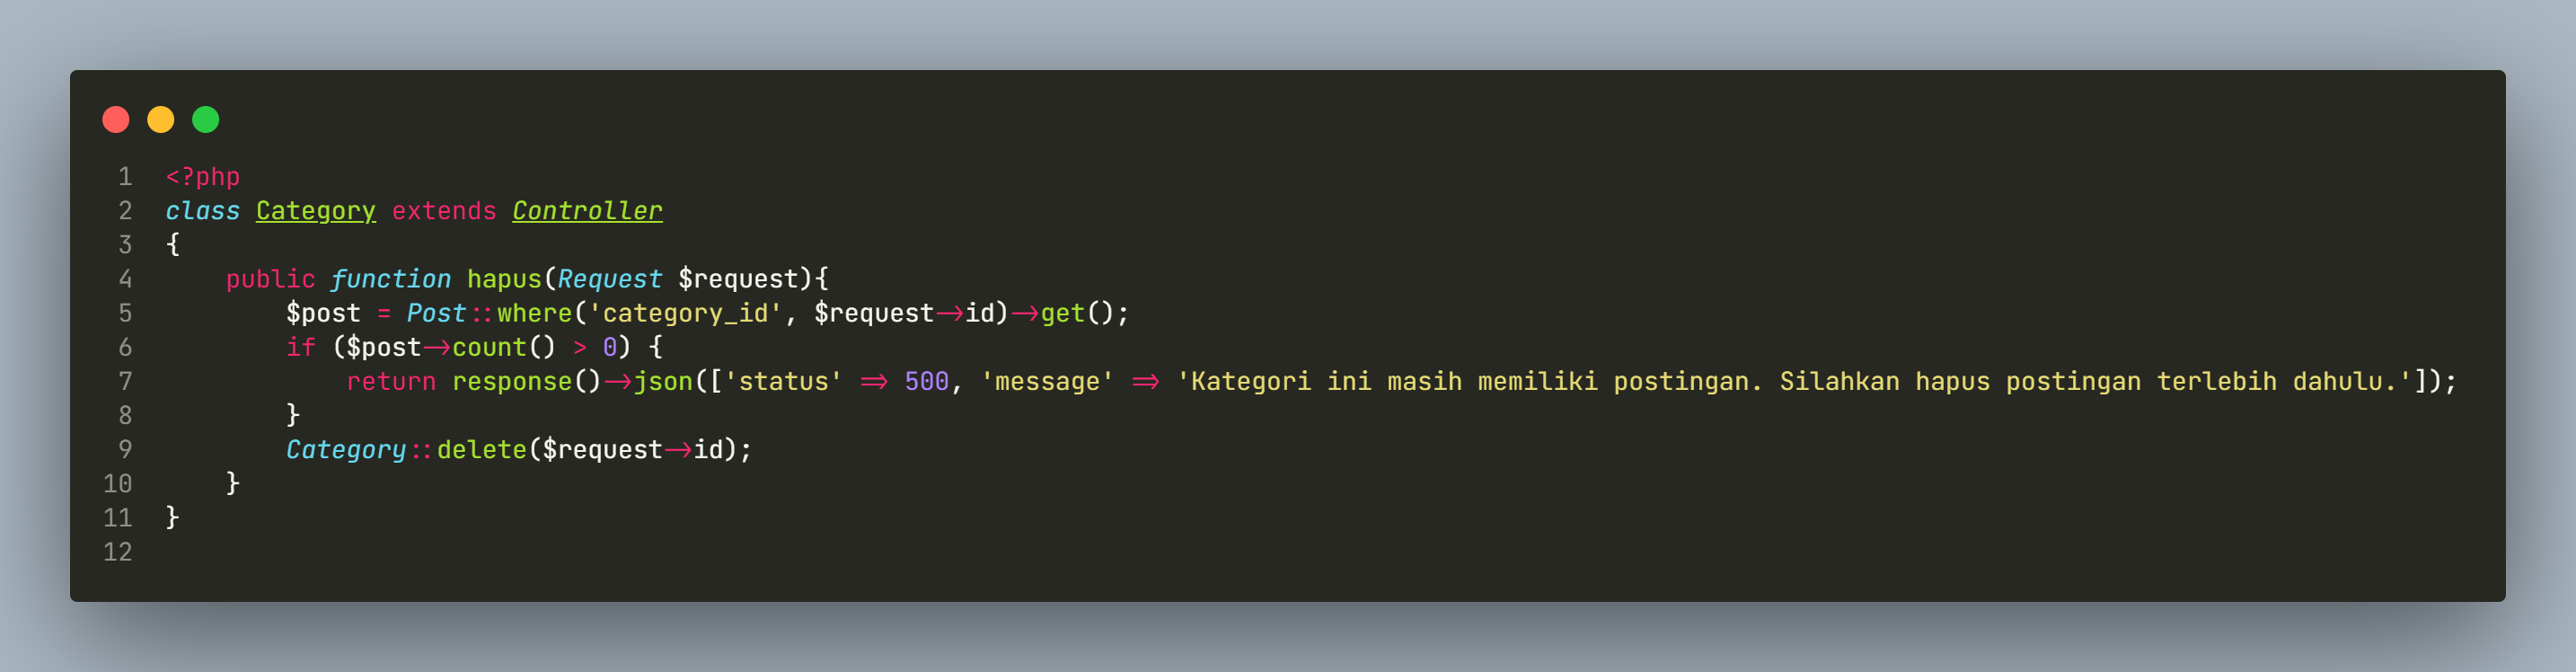 1 <?php
2 class Category extends Controller
3 {
4     public function hapus(Request $request){
5         $post = Post::where('category_id', $request->id)->get();
6         if ($post->count() > 0) {
7             return response()->json(['status' => 500, 'message' => 'Kategori ini masih memiliki postingan. Silahkan hapus postingan terlebih dahulu.']);
8         }
9         Category::delete($request->id);
10     }
11 }
12